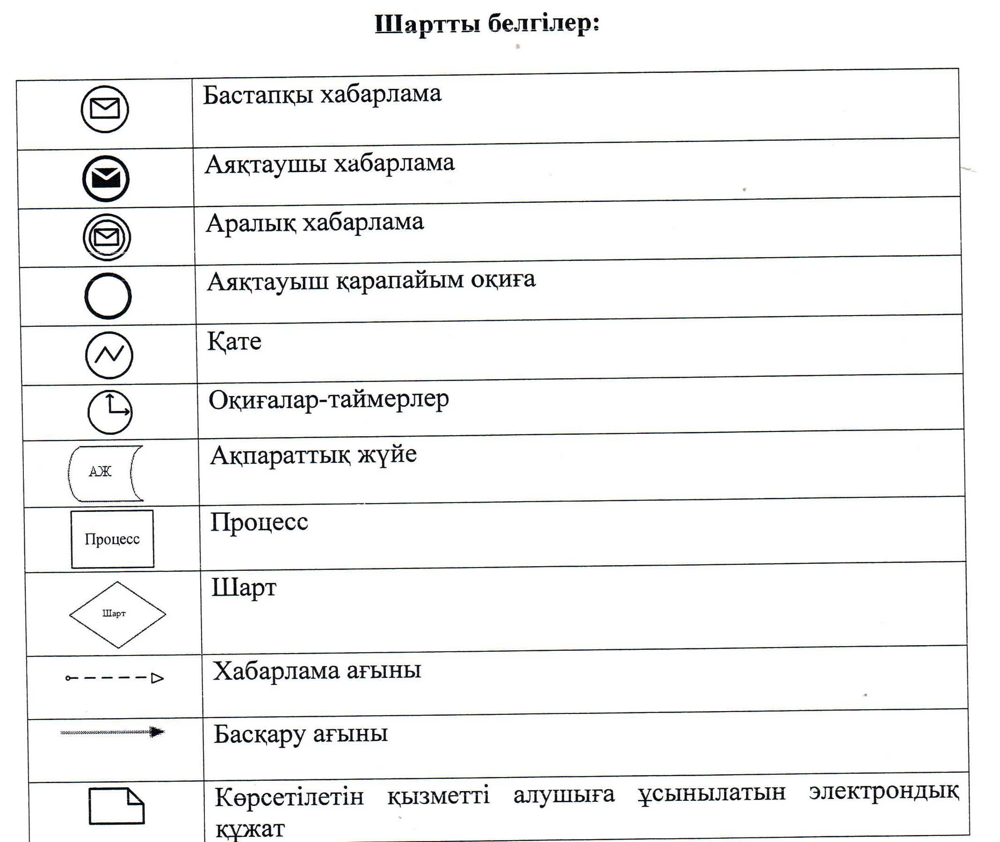 Шартты белгілер:
Бастапқы хабарлама
Аяқтаушы хабарлама
Аралық хабарлама
Аяқтауыш қарапайым оқиға
Қате
Оқиғалар-таймерлер
АЖ
Ақпараттық жүйе
Процесс
Процесс
Шарт
Шарт
Хабарлама ағыны
Басқару ағыны
Көрсетілетін қызметті алушыға ұсынылатын электрондық
құжат